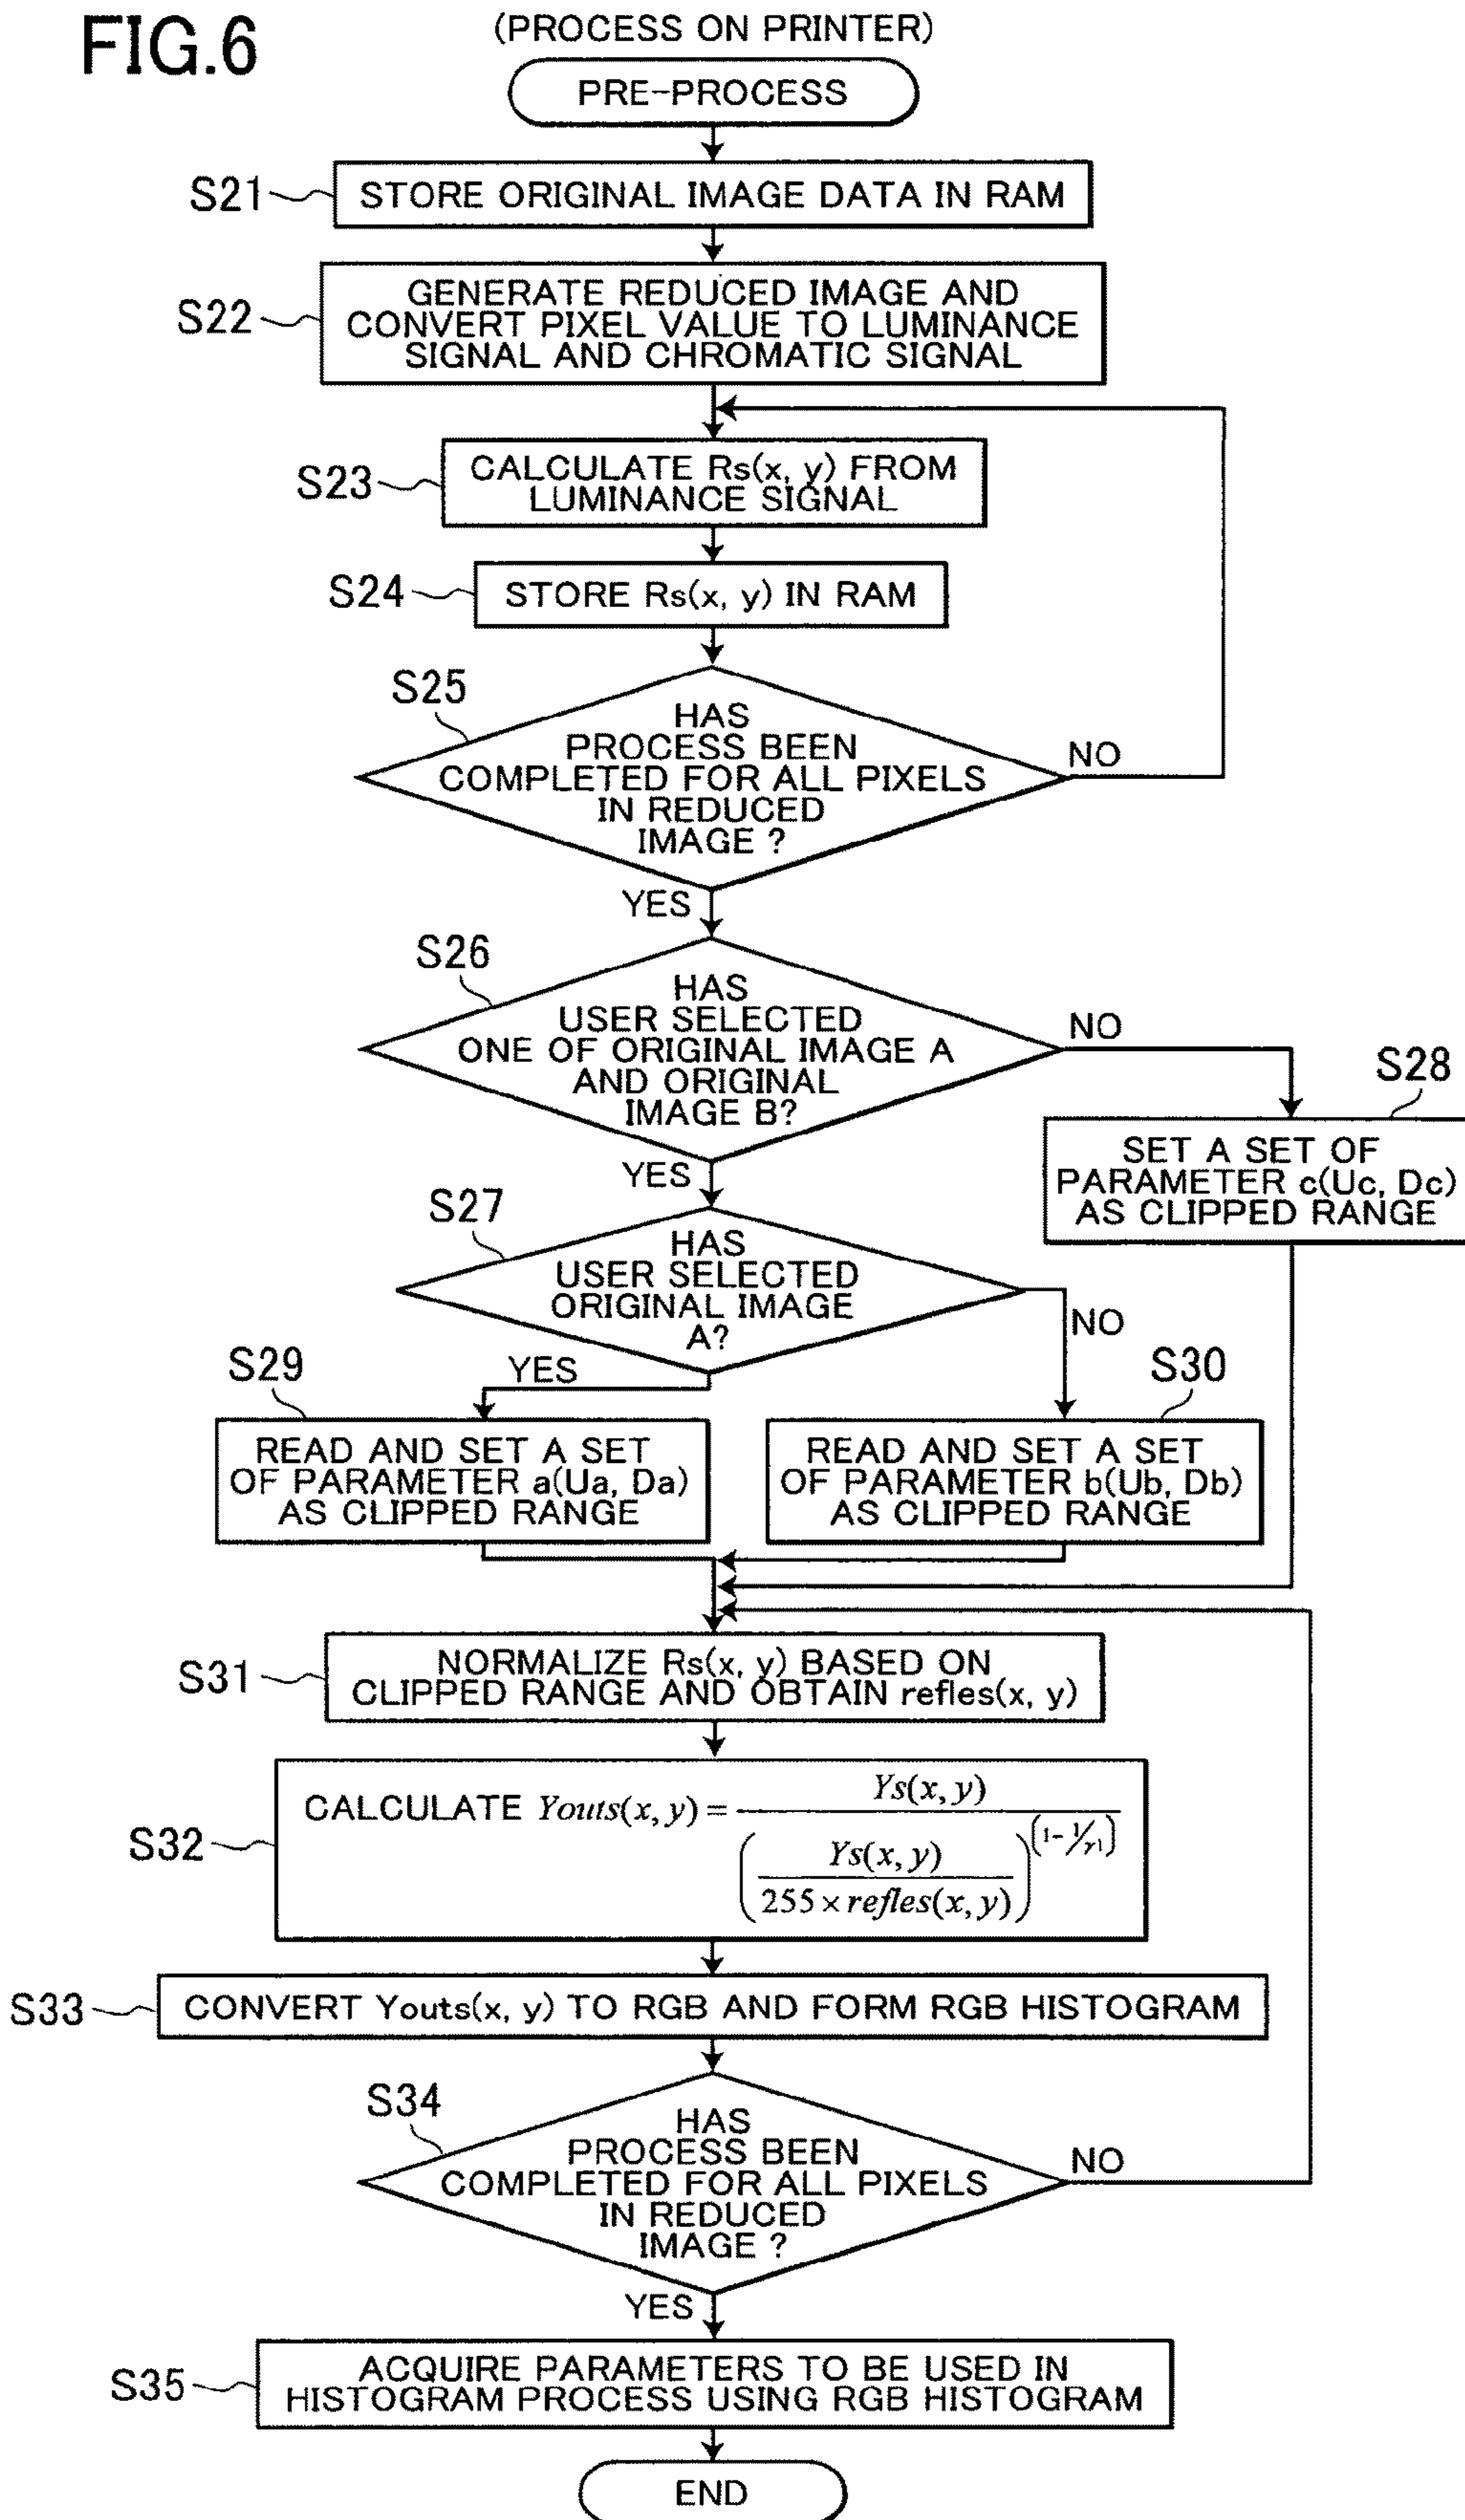 FIG.6
(PROCESS ON PRINTER)
PRE-PROCESS
S21
STORE ORIGINAL IMAGE DATA IN RAM
S22
GENERATE REDUCED IMAGE AND
CONVERT PIXEL VALUE TO LUMINANCE
SIGNAL AND CHROMATIC SIGNAL
S23
CALCULATE Rs(x, y) FROM
LUMINANCE SIGNAL
S24
STORE Rs(x, y) IN RAM
S25
HAS
PROCESS BEEN
COMPLETED FOR ALL PIXELS
IN REDUCED
IMAGE ?
NO
YES
S26
HAS
USER SELECTED
ONE OF ORIGINAL IMAGE A
AND ORIGINAL
IMAGE B?
NO
YES
S28
SET A SET OF
PARAMETER c(Uc, Dc)
AS CLIPPED RANGE
S27
HAS
USER SELECTED
ORIGINAL IMAGE
A?
NO
YES
S29
READ AND SET A SET
OF PARAMETER a(Ua, Da)
AS CLIPPED RANGE
S30
READ AND SET A SET
OF PARAMETER b(Ub, Db)
AS CLIPPED RANGE
S31
NORMALIZE Rs(x, y) BASED ON
CLIPPED RANGE AND OBTAIN refles(x, y)
S32
CALCULATE Youts(x, y) =
Ys(x, y)
(Ys(x, y)
255 × refles(x, y))
(1-1/γ1)
S33
CONVERT Youts(x, y) TO RGB AND FORM RGB HISTOGRAM
S34
HAS
PROCESS BEEN
COMPLETED FOR ALL PIXELS
IN REDUCED
IMAGE ?
NO
YES
S35
ACQUIRE PARAMETERS TO BE USED IN
HISTOGRAM PROCESS USING RGB HISTOGRAM
END